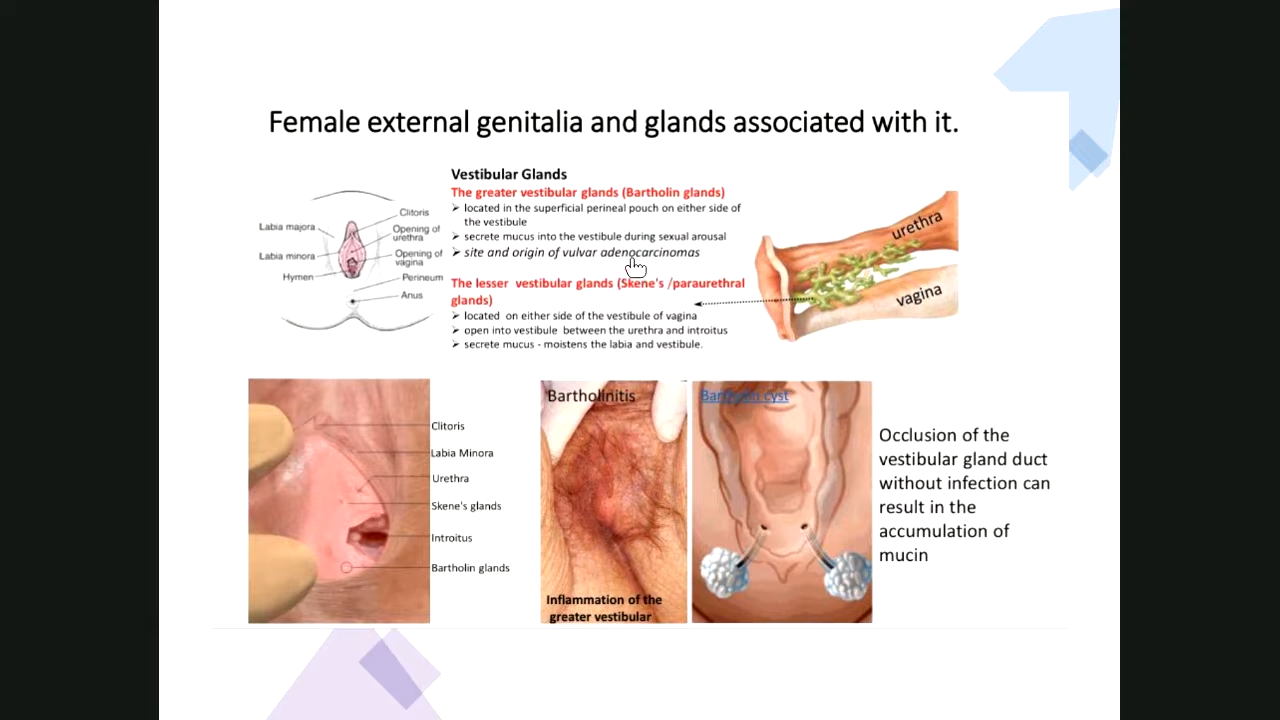 Female external genitalia and glands associated with it.
Vestibular Glands
The greater vestibular glands (Bartholin glands)
➢ located in the superficial perineal pouch on either side of
the vestibule
➢ secrete mucus into the vestibule during sexual arousal
➢ site and origin of vulvar adenocarcinomas
The lesser vestibular glands (Skene's /paraurethral
glands)
➢ located on either side of the vestibule of vagina
➢ open into vestibule between the urethra and introitus
➢ secrete mucus - moistens the labia and vestibule.
Labia majora
Labia minora
Hymen
Clitoris
Opening of
urethra
Opening of
vagina
Perineum
Anus
urethra
vagina
Clitoris
Labia Minora
Urethra
Skene's glands
Introitus
Bartholin glands
Bartholinitis
Inflammation of the
greater vestibular
Bartholin cyst
Occlusion of the
vestibular gland duct
without infection can
result in the
accumulation of
mucin